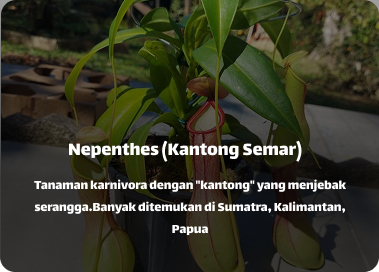 Nepenthes (Kantong Semar)
Tanaman karnivora dengan "kantong" yang menjebak
serangga.Banyak ditemukan di Sumatra, Kalimantan,
Papua